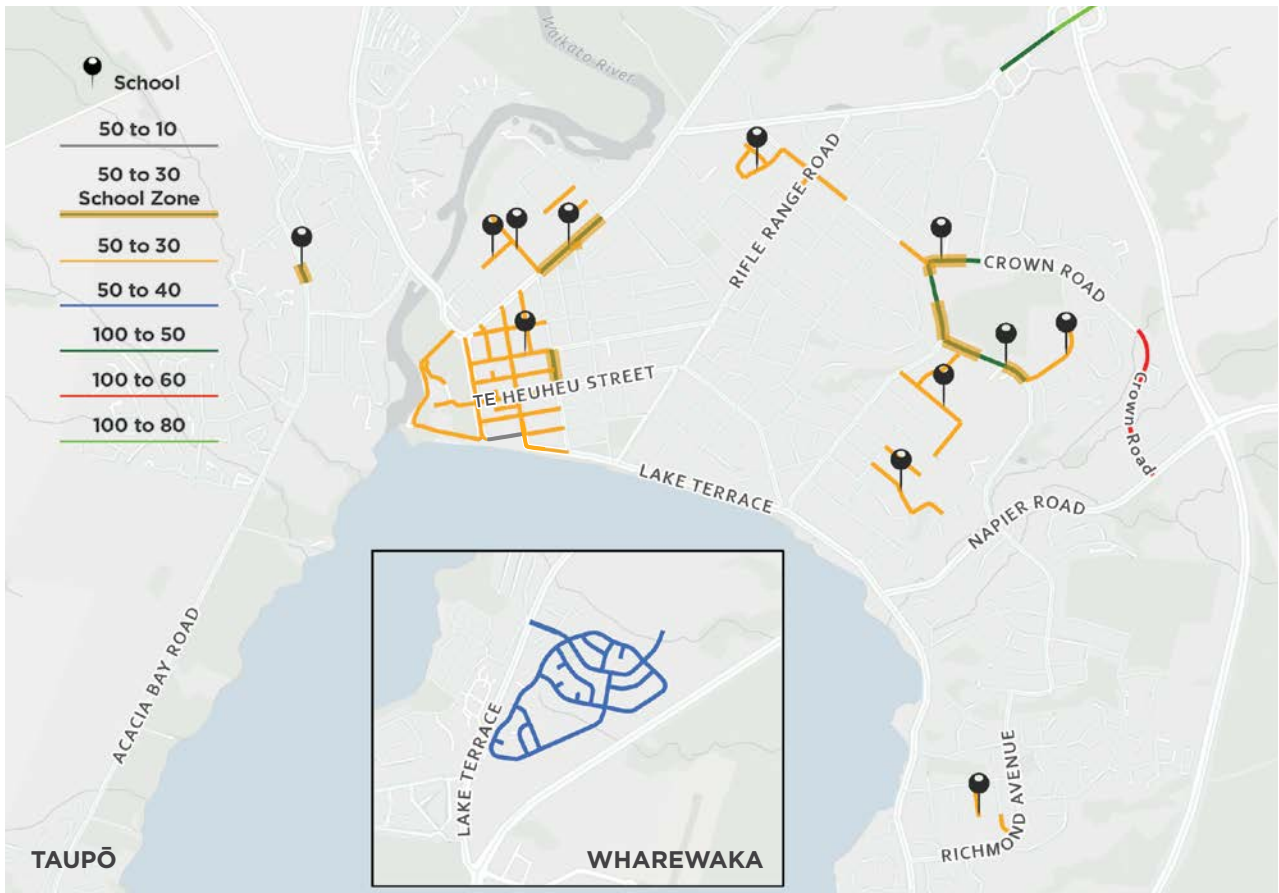 School
50 to 10
50 to 30
School Zone
50 to 30
50 to 40
100 to 50
100 to 60
100 to 80
Waikato River
RIFLE RANGE ROAD
CROWN ROAD
Crown Road
TE HEUHEU STREET
LAKE TERRACE
NAPIER ROAD
ACACIA BAY ROAD
LAKE TERRACE
RICHMOND AVENUE
TAUPŌ
WHAREWAKA